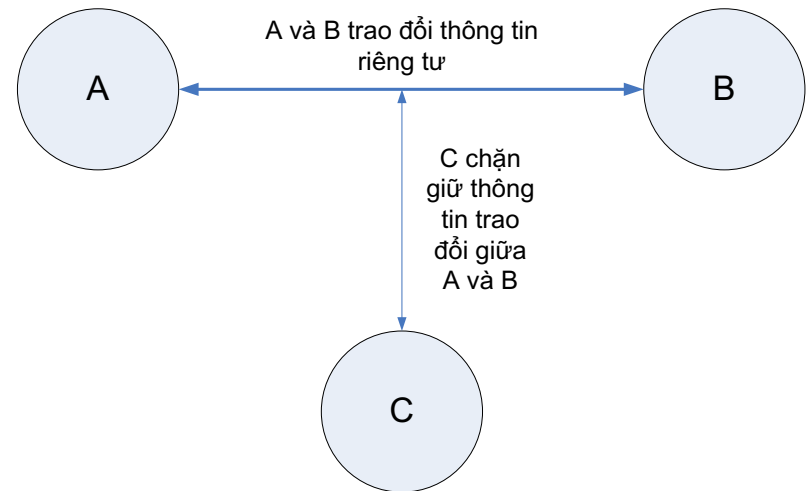 A và B trao đổi thông tin
riêng tư
A
B
C chặn
giữ thông
tin trao
đổi giữa
A và B
C